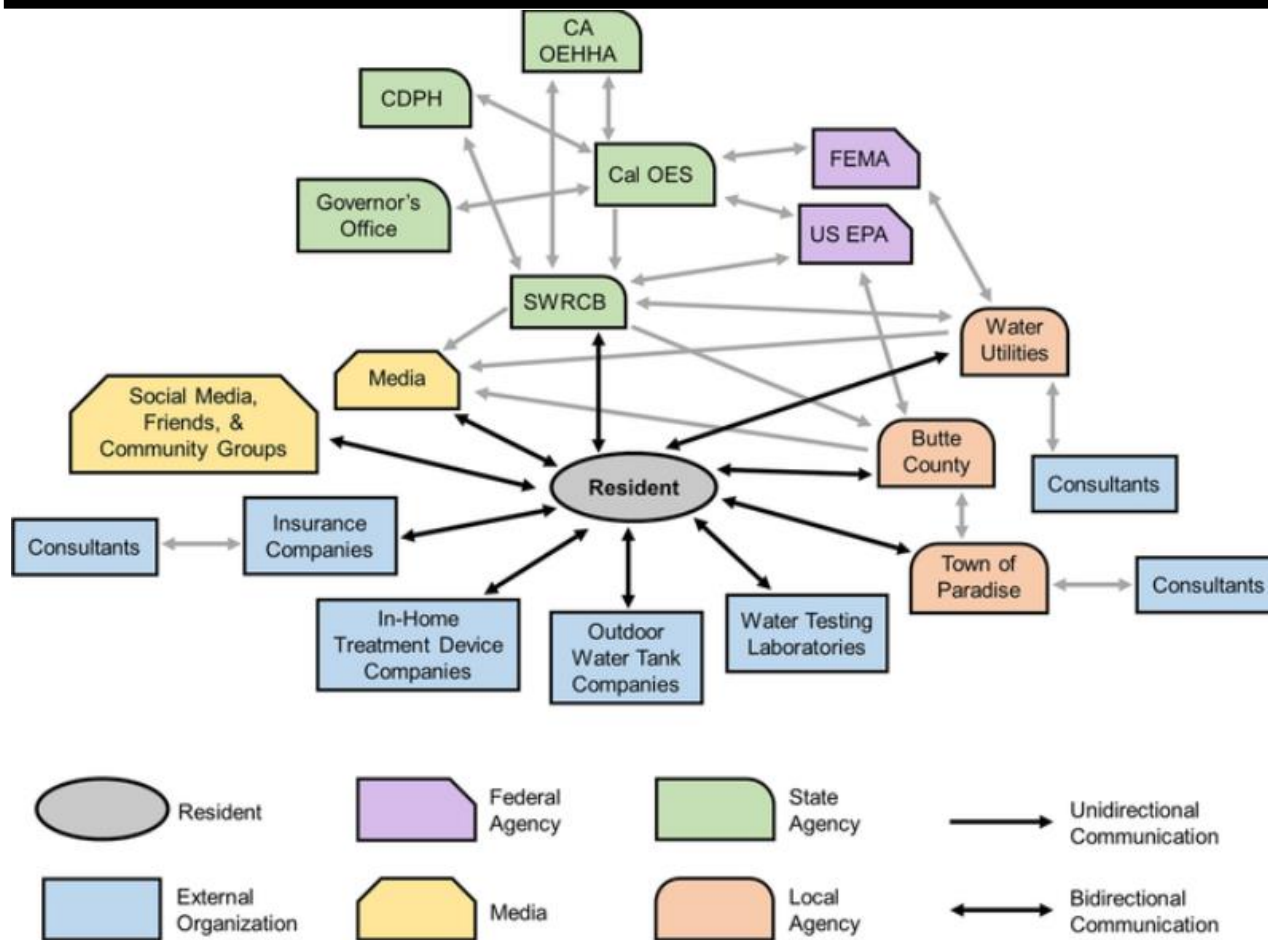 CA
OEHHA
CDPH
Cal OES
FEMA
Governor's
Office
US EPA
SWRCB
Water
Utilities
Media
Social Media,
Friends, &
Community Groups
Butte
County
Resident
Consultants
Insurance
Companies
Consultants
Town of
Paradise
Consultants
In-Home
Treatment Device
Companies
Outdoor
Water Tank
Companies
Water Testing
Laboratories
Resident
Federal
Agency
State
Agency
Unidirectional
Communication
External
Organization
Media
Local
Agency
Bidirectional
Communication